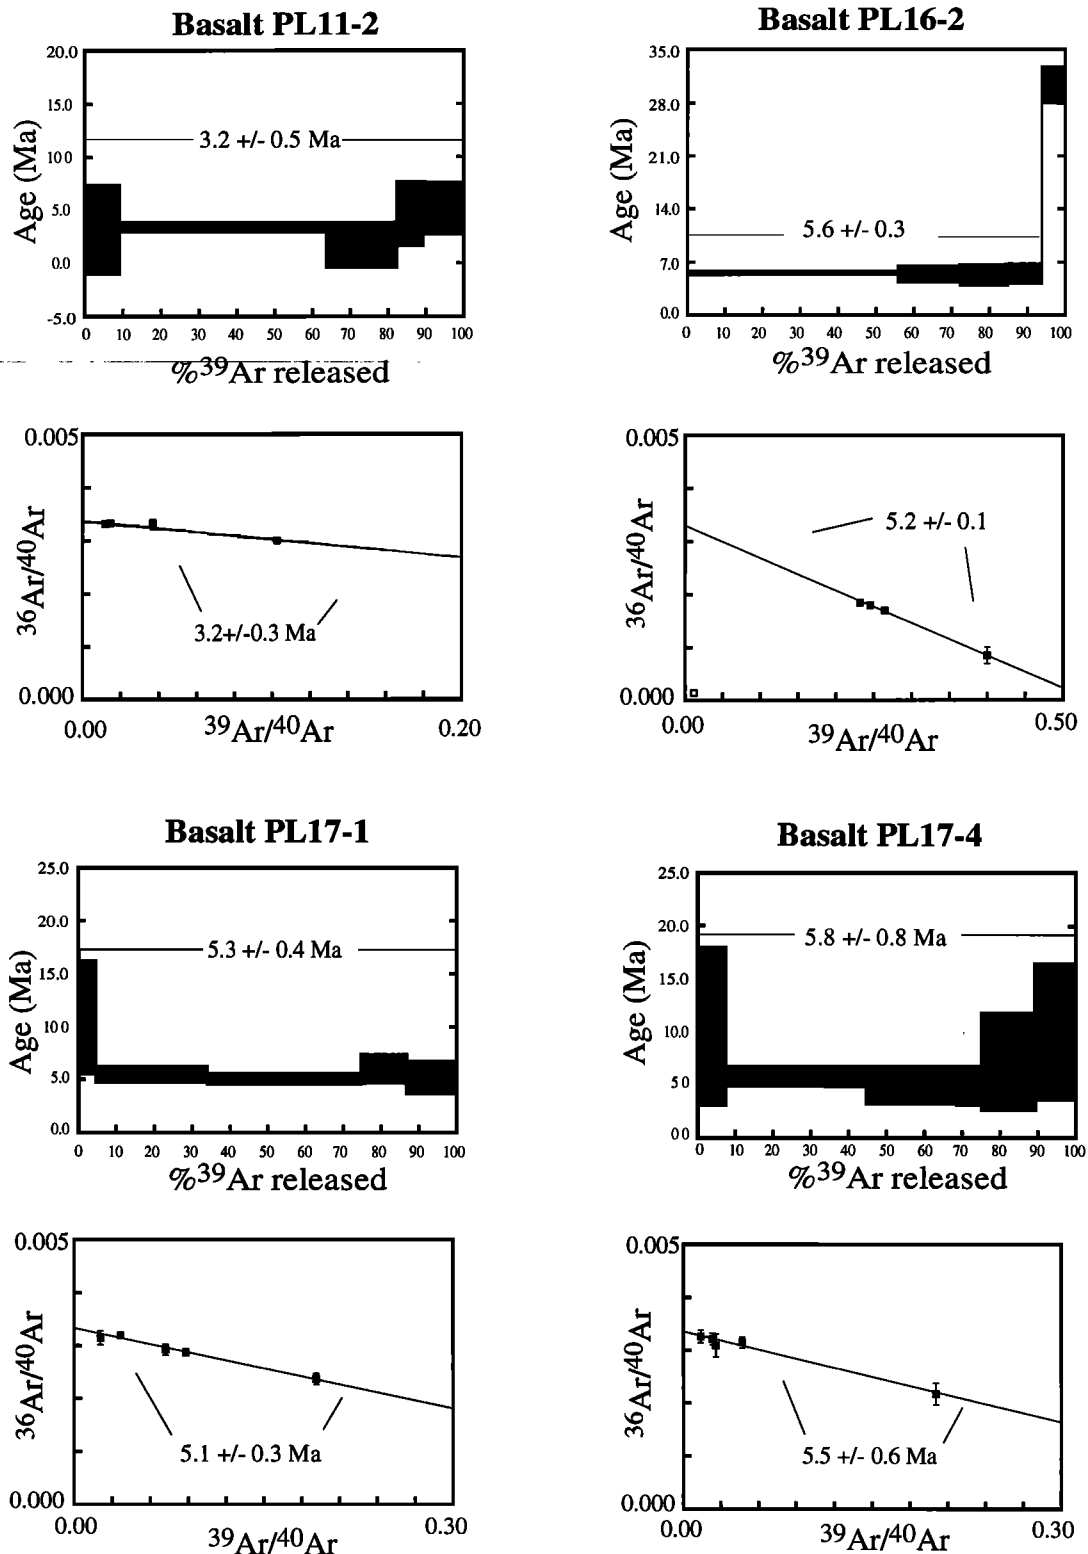 Basalt PL11-2
20.0
15.0
10.0
5.0
0.0
-5.0
Age (Ma)
3.2 +/- 0.5 Ma
0 10 20 30 40 50 60 70 80 90 100
%39Ar released
0.005
0.000
36Ar/40Ar
3.2+/-0.3 Ma
0.00
39Ar/40Ar
0.20
Basalt PL16-2
35.0
28.0
21.0
14.0
7.0
0.0
Age (Ma)
5.6 +/- 0.3
0 10 20 30 40 50 60 70 80 90 100
%39Ar released
0.005
0.000
36Ar/40Ar
5.2 +/- 0.1
0.00
39Ar/40Ar
0.50
Basalt PL17-1
25.0
20.0
15.0
10 0
5.0
0.0
Age (Ma)
5.3 +/- 0.4 Ma
0 10 20 30 40 50 60 70 80 90 100
%39Ar released
0.005
0.000
36Ar/40Ar
5.1 +/- 0.3 Ma
0.00
39Ar/40Ar
0.30
Basalt PL17-4
25.0
20.0
15.0
10.0
5 0
0 0
Age (Ma)
5.8 +/- 0.8 Ma
0 10 20 30 40 50 60 70 80 90 100
%39Ar released
0.005
0.000
36Ar/40Ar
5.5 +/- 0.6 Ma
0.00
39Ar/40Ar
0.30